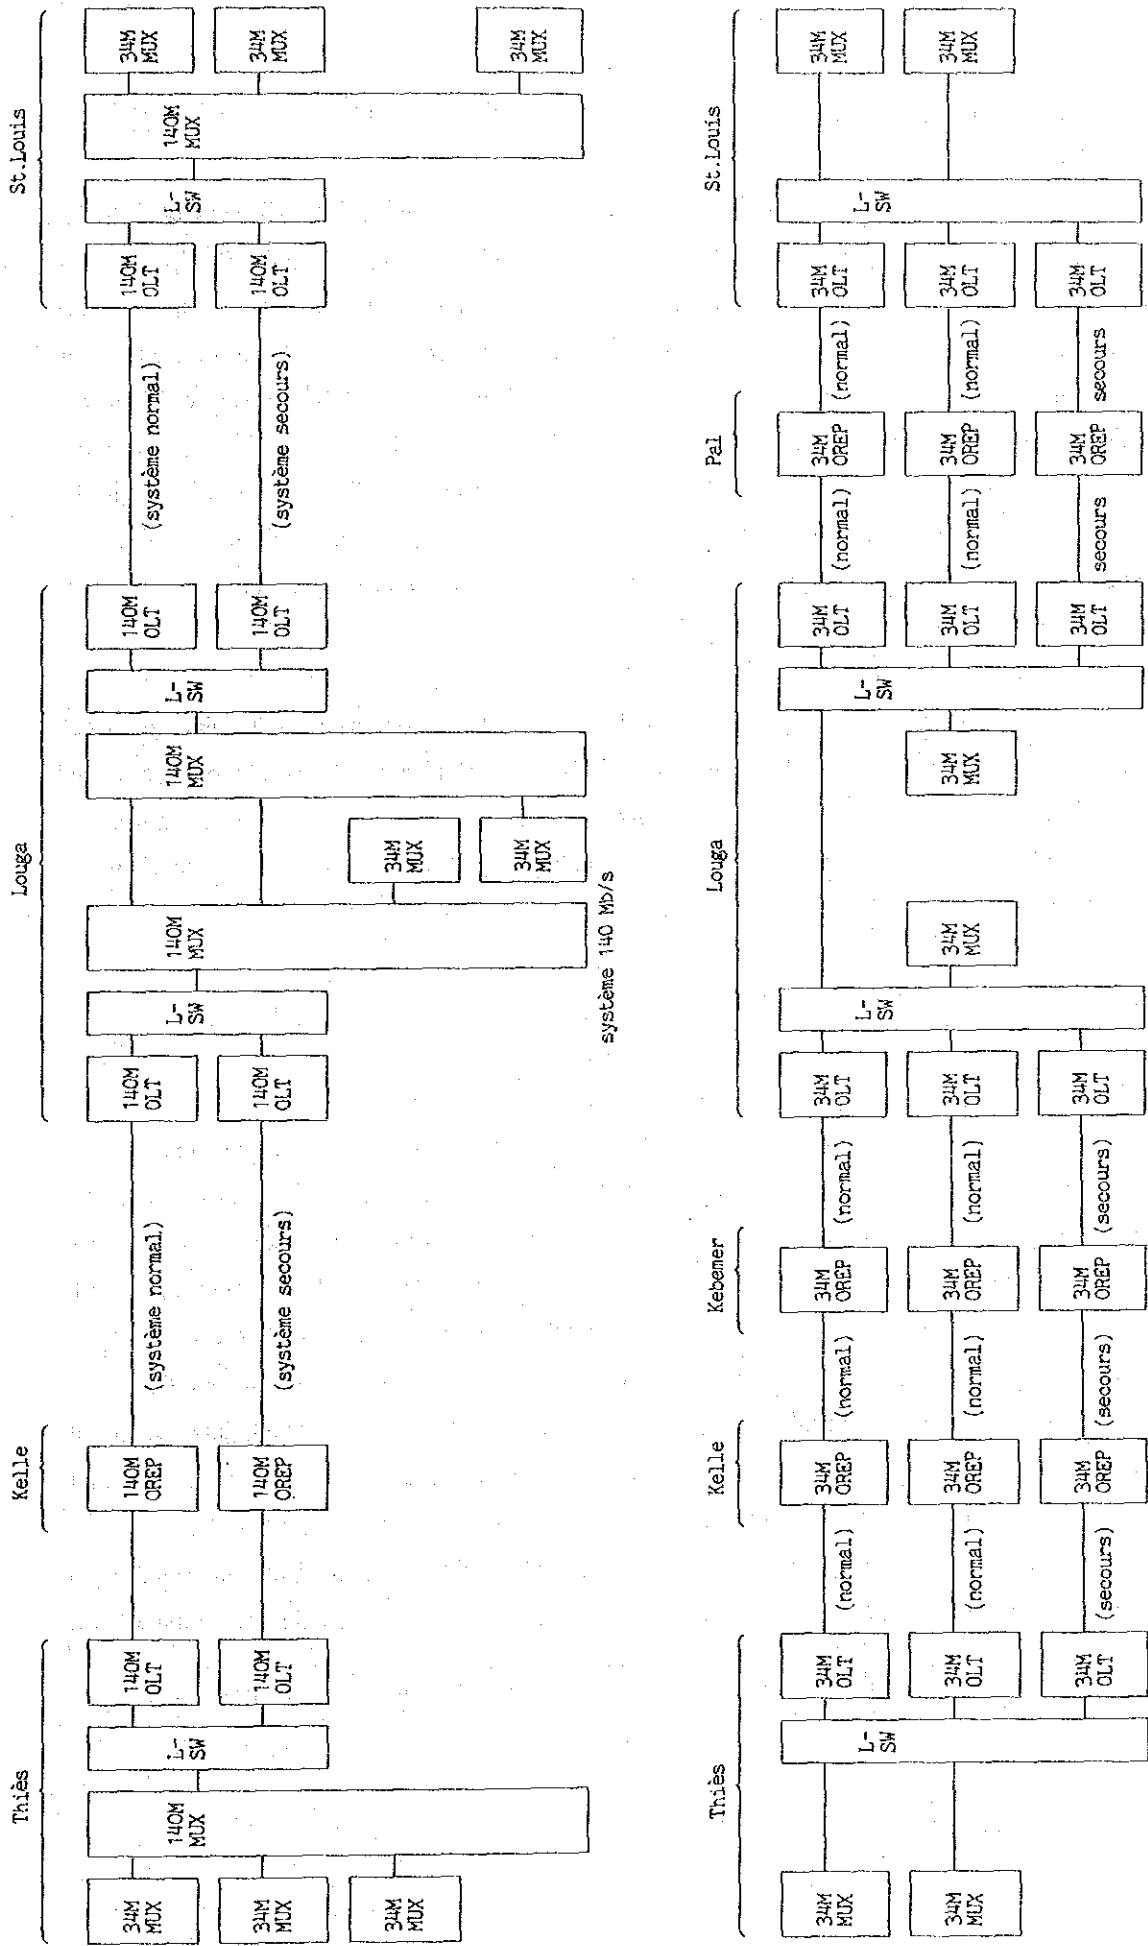 Thiès
Kelle
Louga
St.Louis
34M
MUX
140M
MUX
L-
SW
140M
OLT
140M
OREP
(système normal)
140M
OLT
L-
SW
140M
MUX
140M
MUX
L-
SW
140M
OLT
(système normal)
140M
OLT
L-
SW
140M
MUX
34M
MUX
34M
MUX
140M
OLT
140M
OREP
(système secours)
140M
OLT
140M
OLT
(système secours)
140M
OLT
34M
MUX
34M
MUX
34M
MUX
34M
MUX
34M
MUX
système 140 Mb/s
Thiès
Kelle
Kebemer
Louga
Pal
St.Louis
34M
MUX
L-
SW
34M
OLT
(normal)
34M
OREP
(normal)
34M
OREP
(normal)
34M
OLT
L-
SW
L-
SW
34M
OLT
(normal)
34M
OREP
(normal)
34M
OLT
L-
SW
34M
MUX
34M
MUX
34M
OLT
(normal)
34M
OREP
(normal)
34M
OREP
(normal)
34M
OLT
34M
MUX
34M
MUX
34M
OLT
(normal)
34M
OREP
(normal)
34M
OLT
34M
MUX
34M
OLT
(secours)
34M
OREP
(secours)
34M
OREP
(secours)
34M
OLT
34M
OLT
secours
34M
OREP
secours
34M
OLT